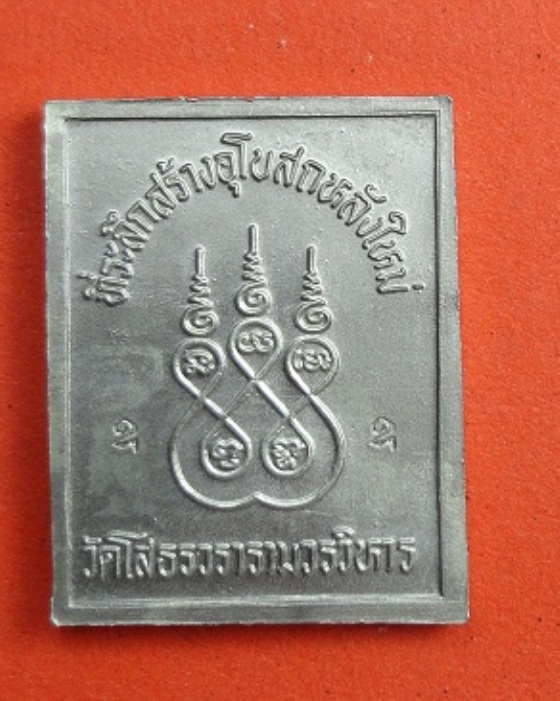 ที่ระลึกสร้างอุโบสถหลังใหม่
วัดโสธรวรารามวรวิหาร